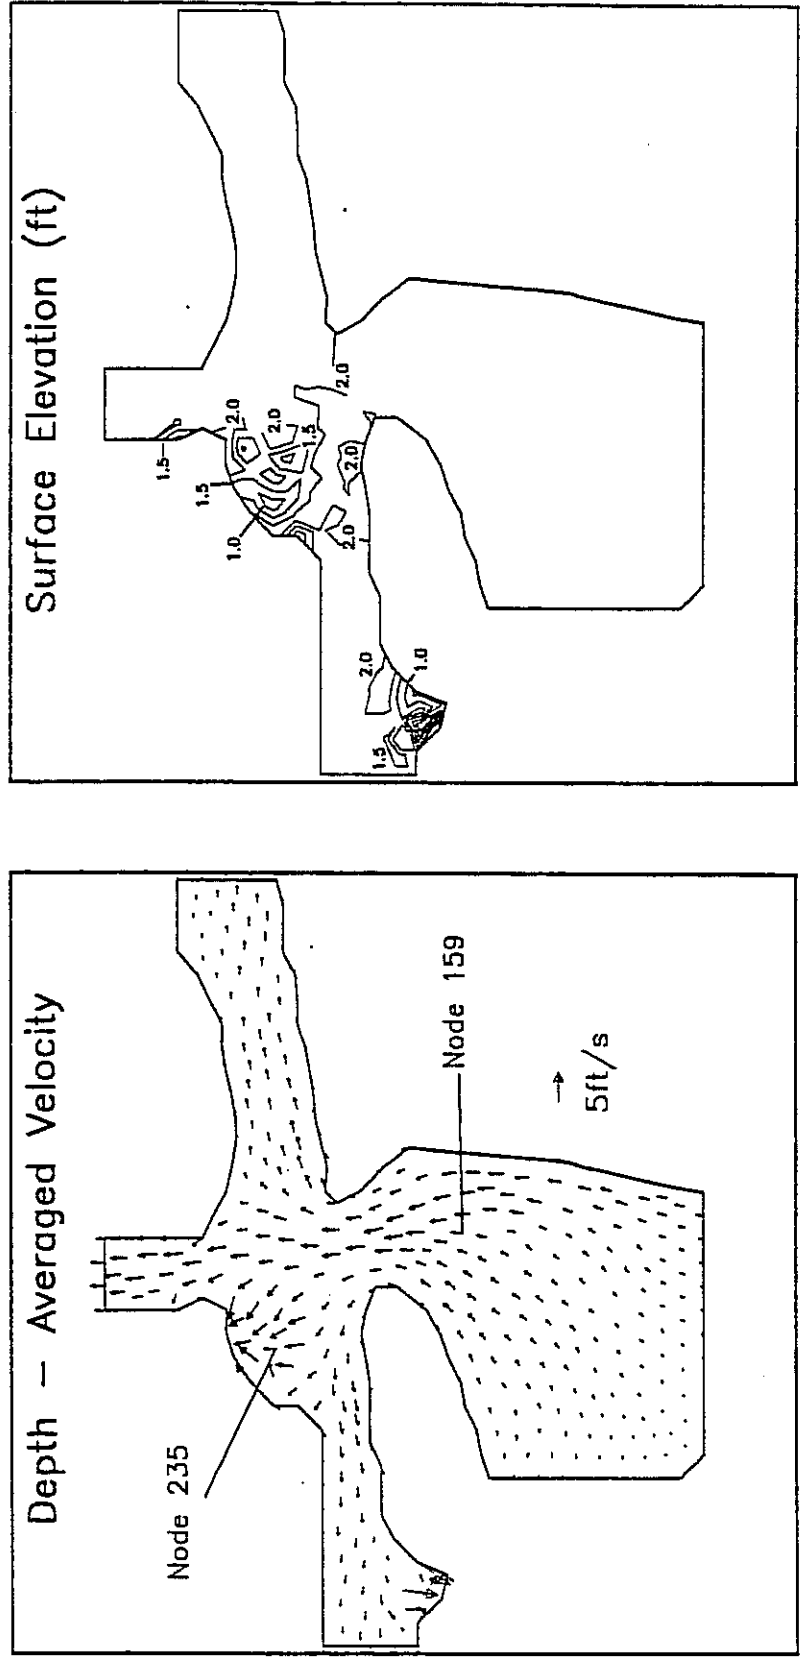 Depth – Averaged Velocity
Node 235
Node 159
5ft/s
Surface Elevation (ft)
1.5
2.0
1.5
2.0
1.5
1.0
2.0
2.0
2.0
2.0
1.0
1.5